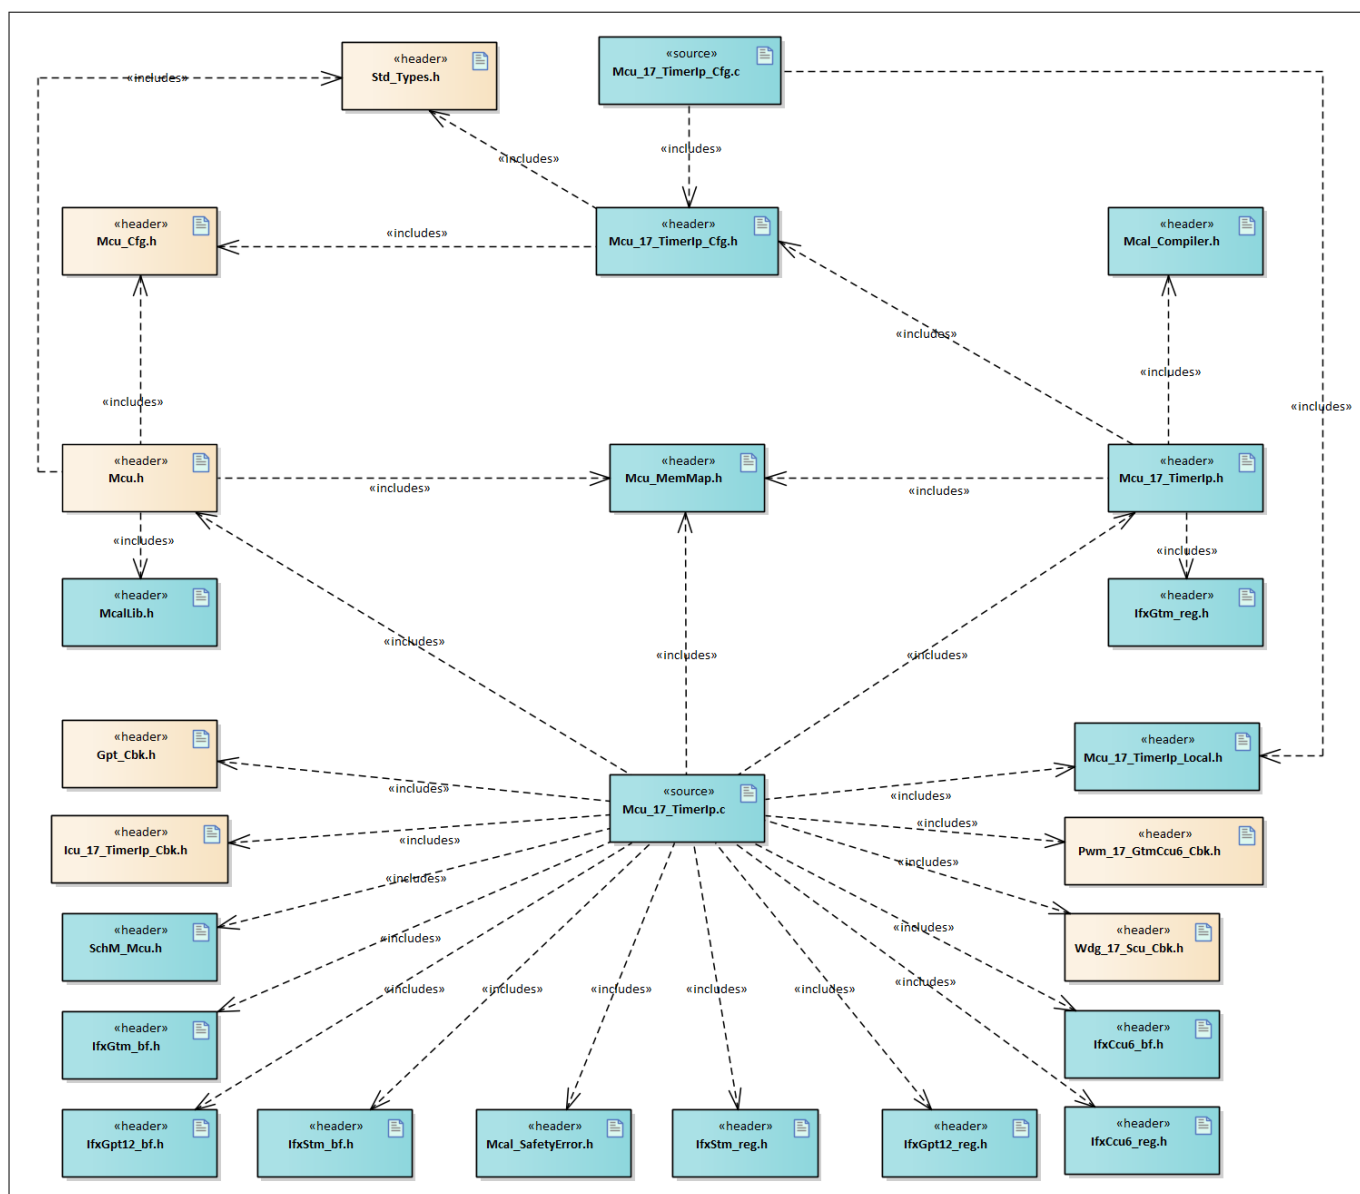 «header»
Std_Types.h
«source»
Mcu_17_TimerIp_Cfg.c
«includes»
«includes»
«includes»
«header»
Mcu_Cfg.h
«includes»
«header»
Mcu_17_TimerIp_Cfg.h
«header»
Mcal_Compiler.h
«includes»
«includes»
«includes»
«includes»
«includes»
«header»
Mcu.h
«includes»
«header»
Mcu_MemMap.h
«includes»
«header»
Mcu_17_TimerIp.h
«includes»
«includes»
«header»
McalLib.h
«header»
IfxGtm_reg.h
«includes»
«includes»
«includes»
«header»
Gpt_Cbk.h
«includes»
«source»
Mcu_17_TimerIp.c
«includes»
«header»
Mcu_17_TimerIp_Local.h
«header»
Icu_17_TimerIp_Cbk.h
«includes»
«includes»
«header»
Pwm_17_GtmCcu6_Cbk.h
«includes»
«includes»
«header»
SchM_Mcu.h
«includes»
«includes»
«header»
Wdg_17_Scu_Cbk.h
«includes»
«includes»
«includes»
«includes»
«includes»
«includes»
«header»
IfxGtm_bf.h
«header»
IfxCcu6_bf.h
«header»
IfxGpt12_bf.h
«header»
IfxStm_bf.h
«header»
Mcal_SafetyError.h
«header»
IfxStm_reg.h
«header»
IfxGpt12_reg.h
«header»
IfxCcu6_reg.h